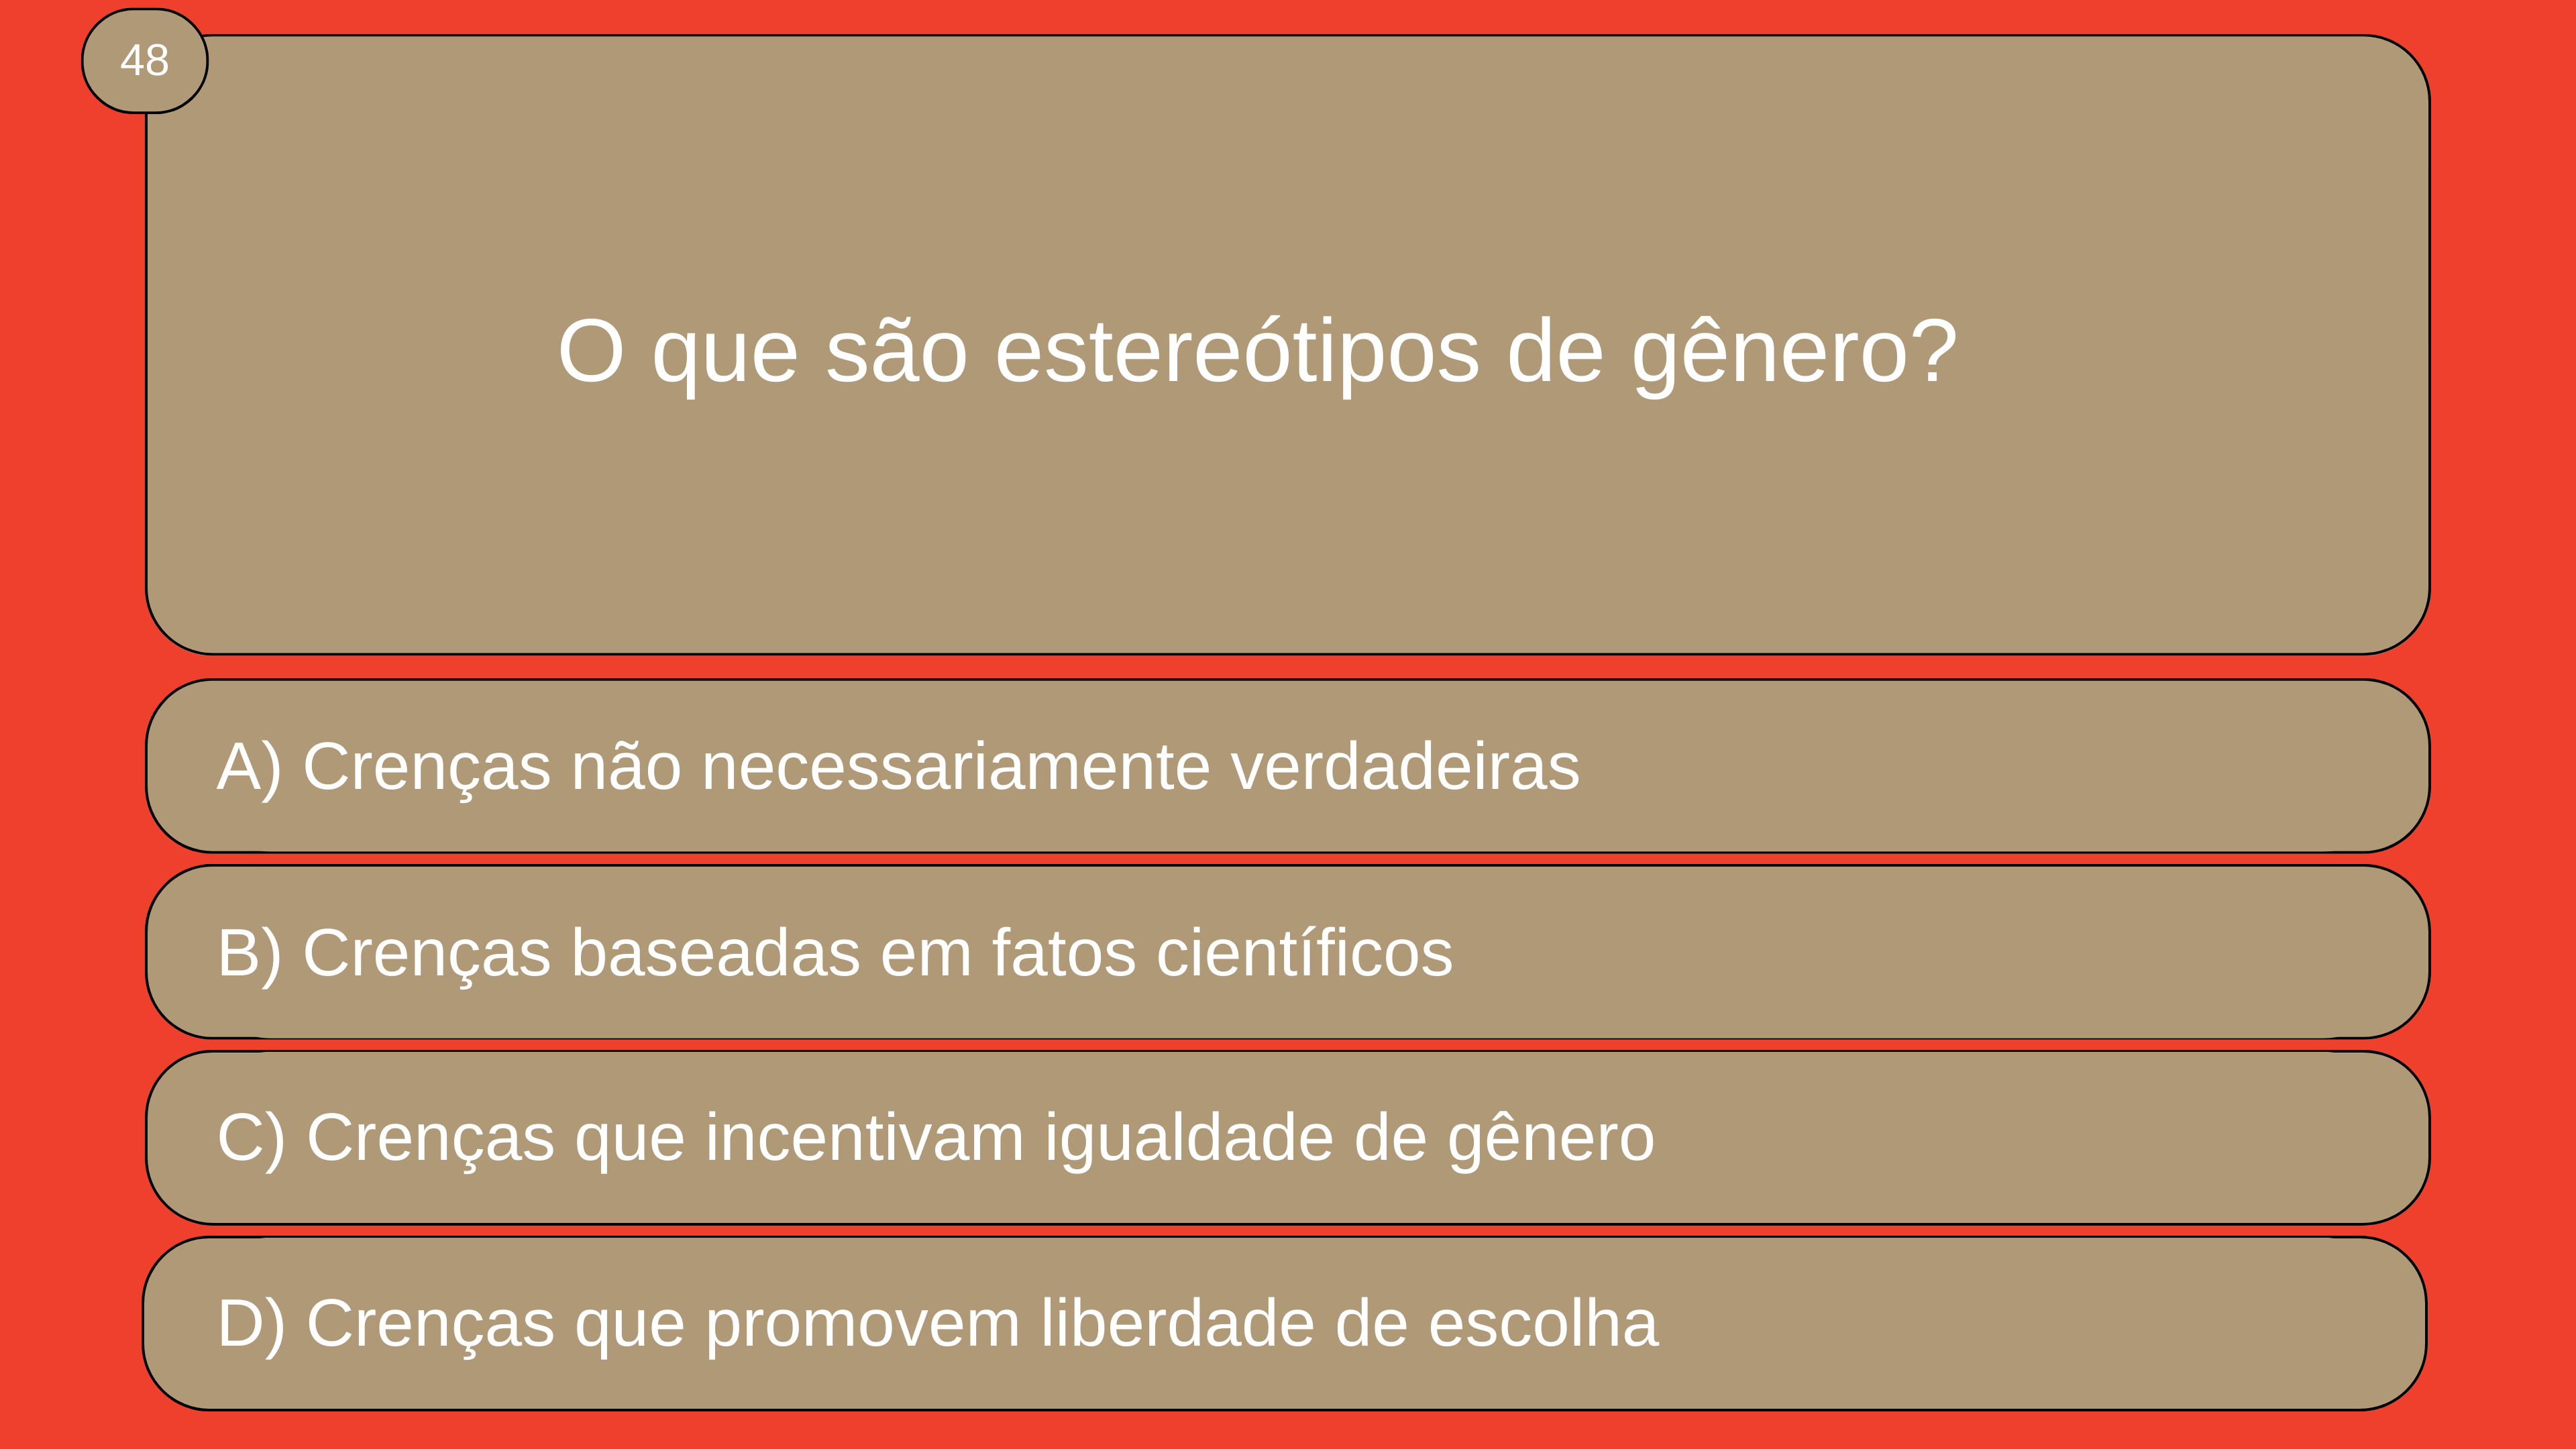 48
O que são estereótipos de gênero?
A) Crenças não necessariamente verdadeiras
B) Crenças baseadas em fatos científicos
C) Crenças que incentivam igualdade de gênero
D) Crenças que promovem liberdade de escolha